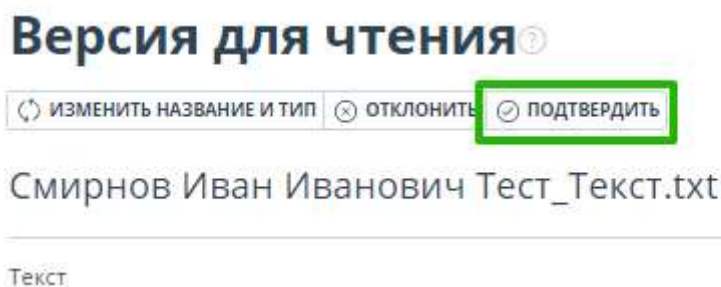 Версия для чтения ?
ИЗМЕНИТЬ НАЗВАНИЕ И ТИП ОТКЛОНИТЬ ПОДТВЕРДИТЬ
Смирнов Иван Иванович Тест_Текст.txt
Текст